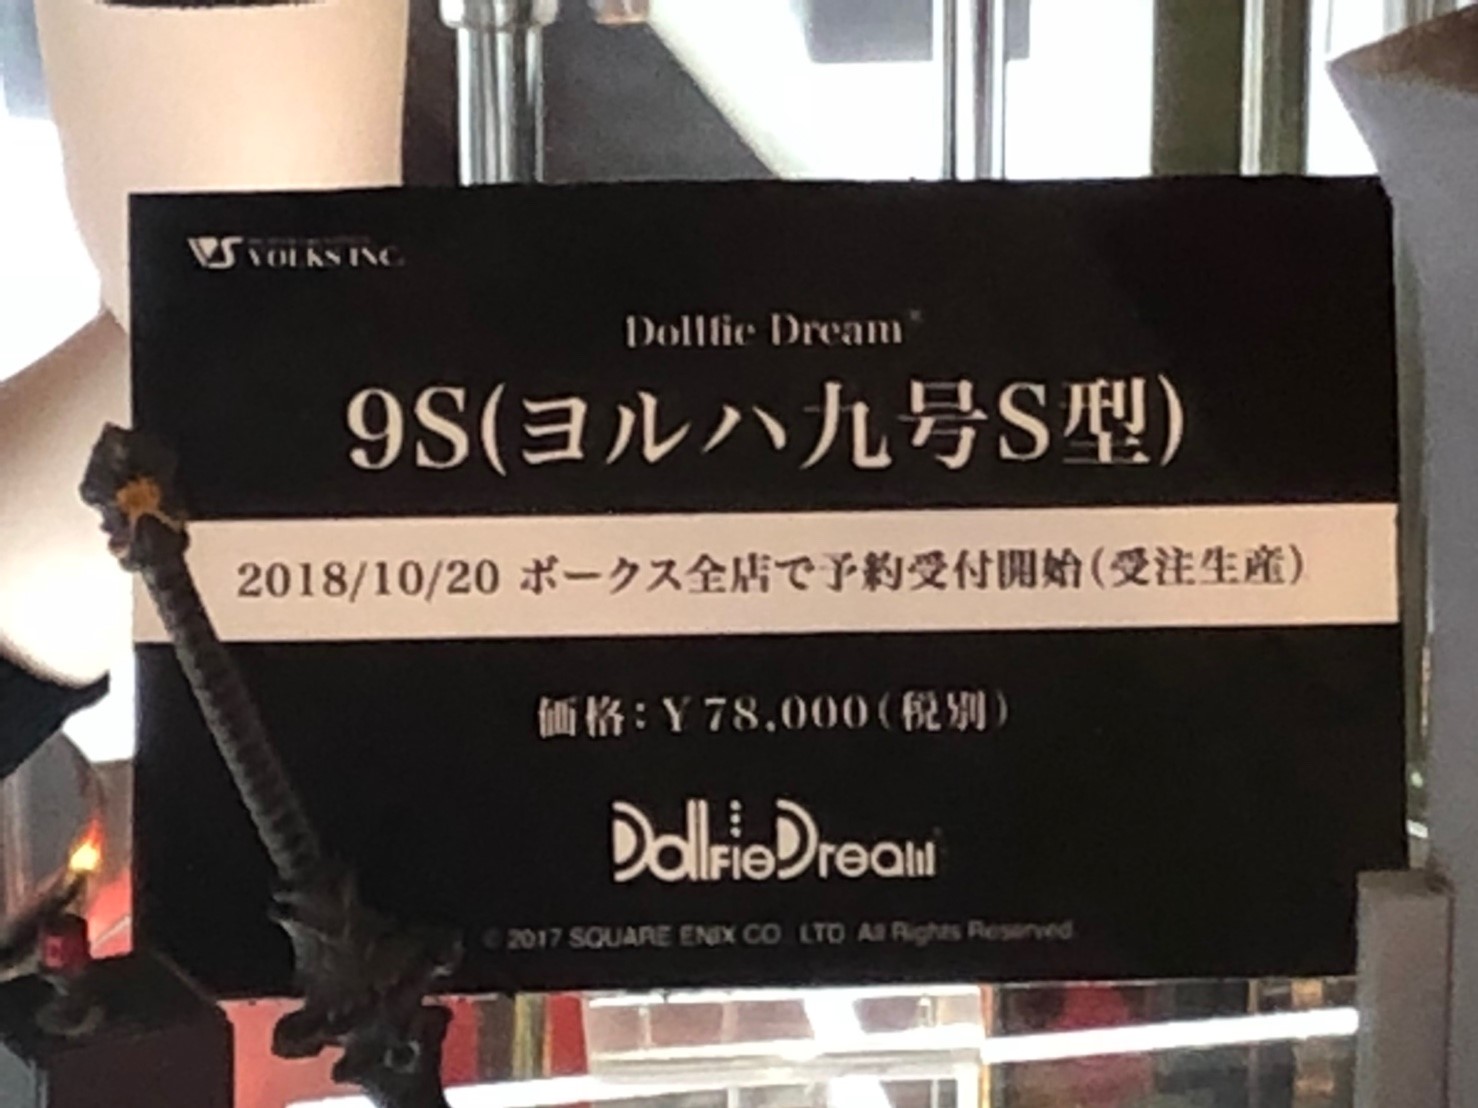 VS VOLKS INC.
Dollfie Dream®
9S(ヨルハ九号S型)
2018/10/20 ボークス全店で予約受付開始(受注生産)
価格:¥78,000(税別)
DollfieDream
© 2017 SQUARE ENIX CO., LTD. All Rights Reserved.